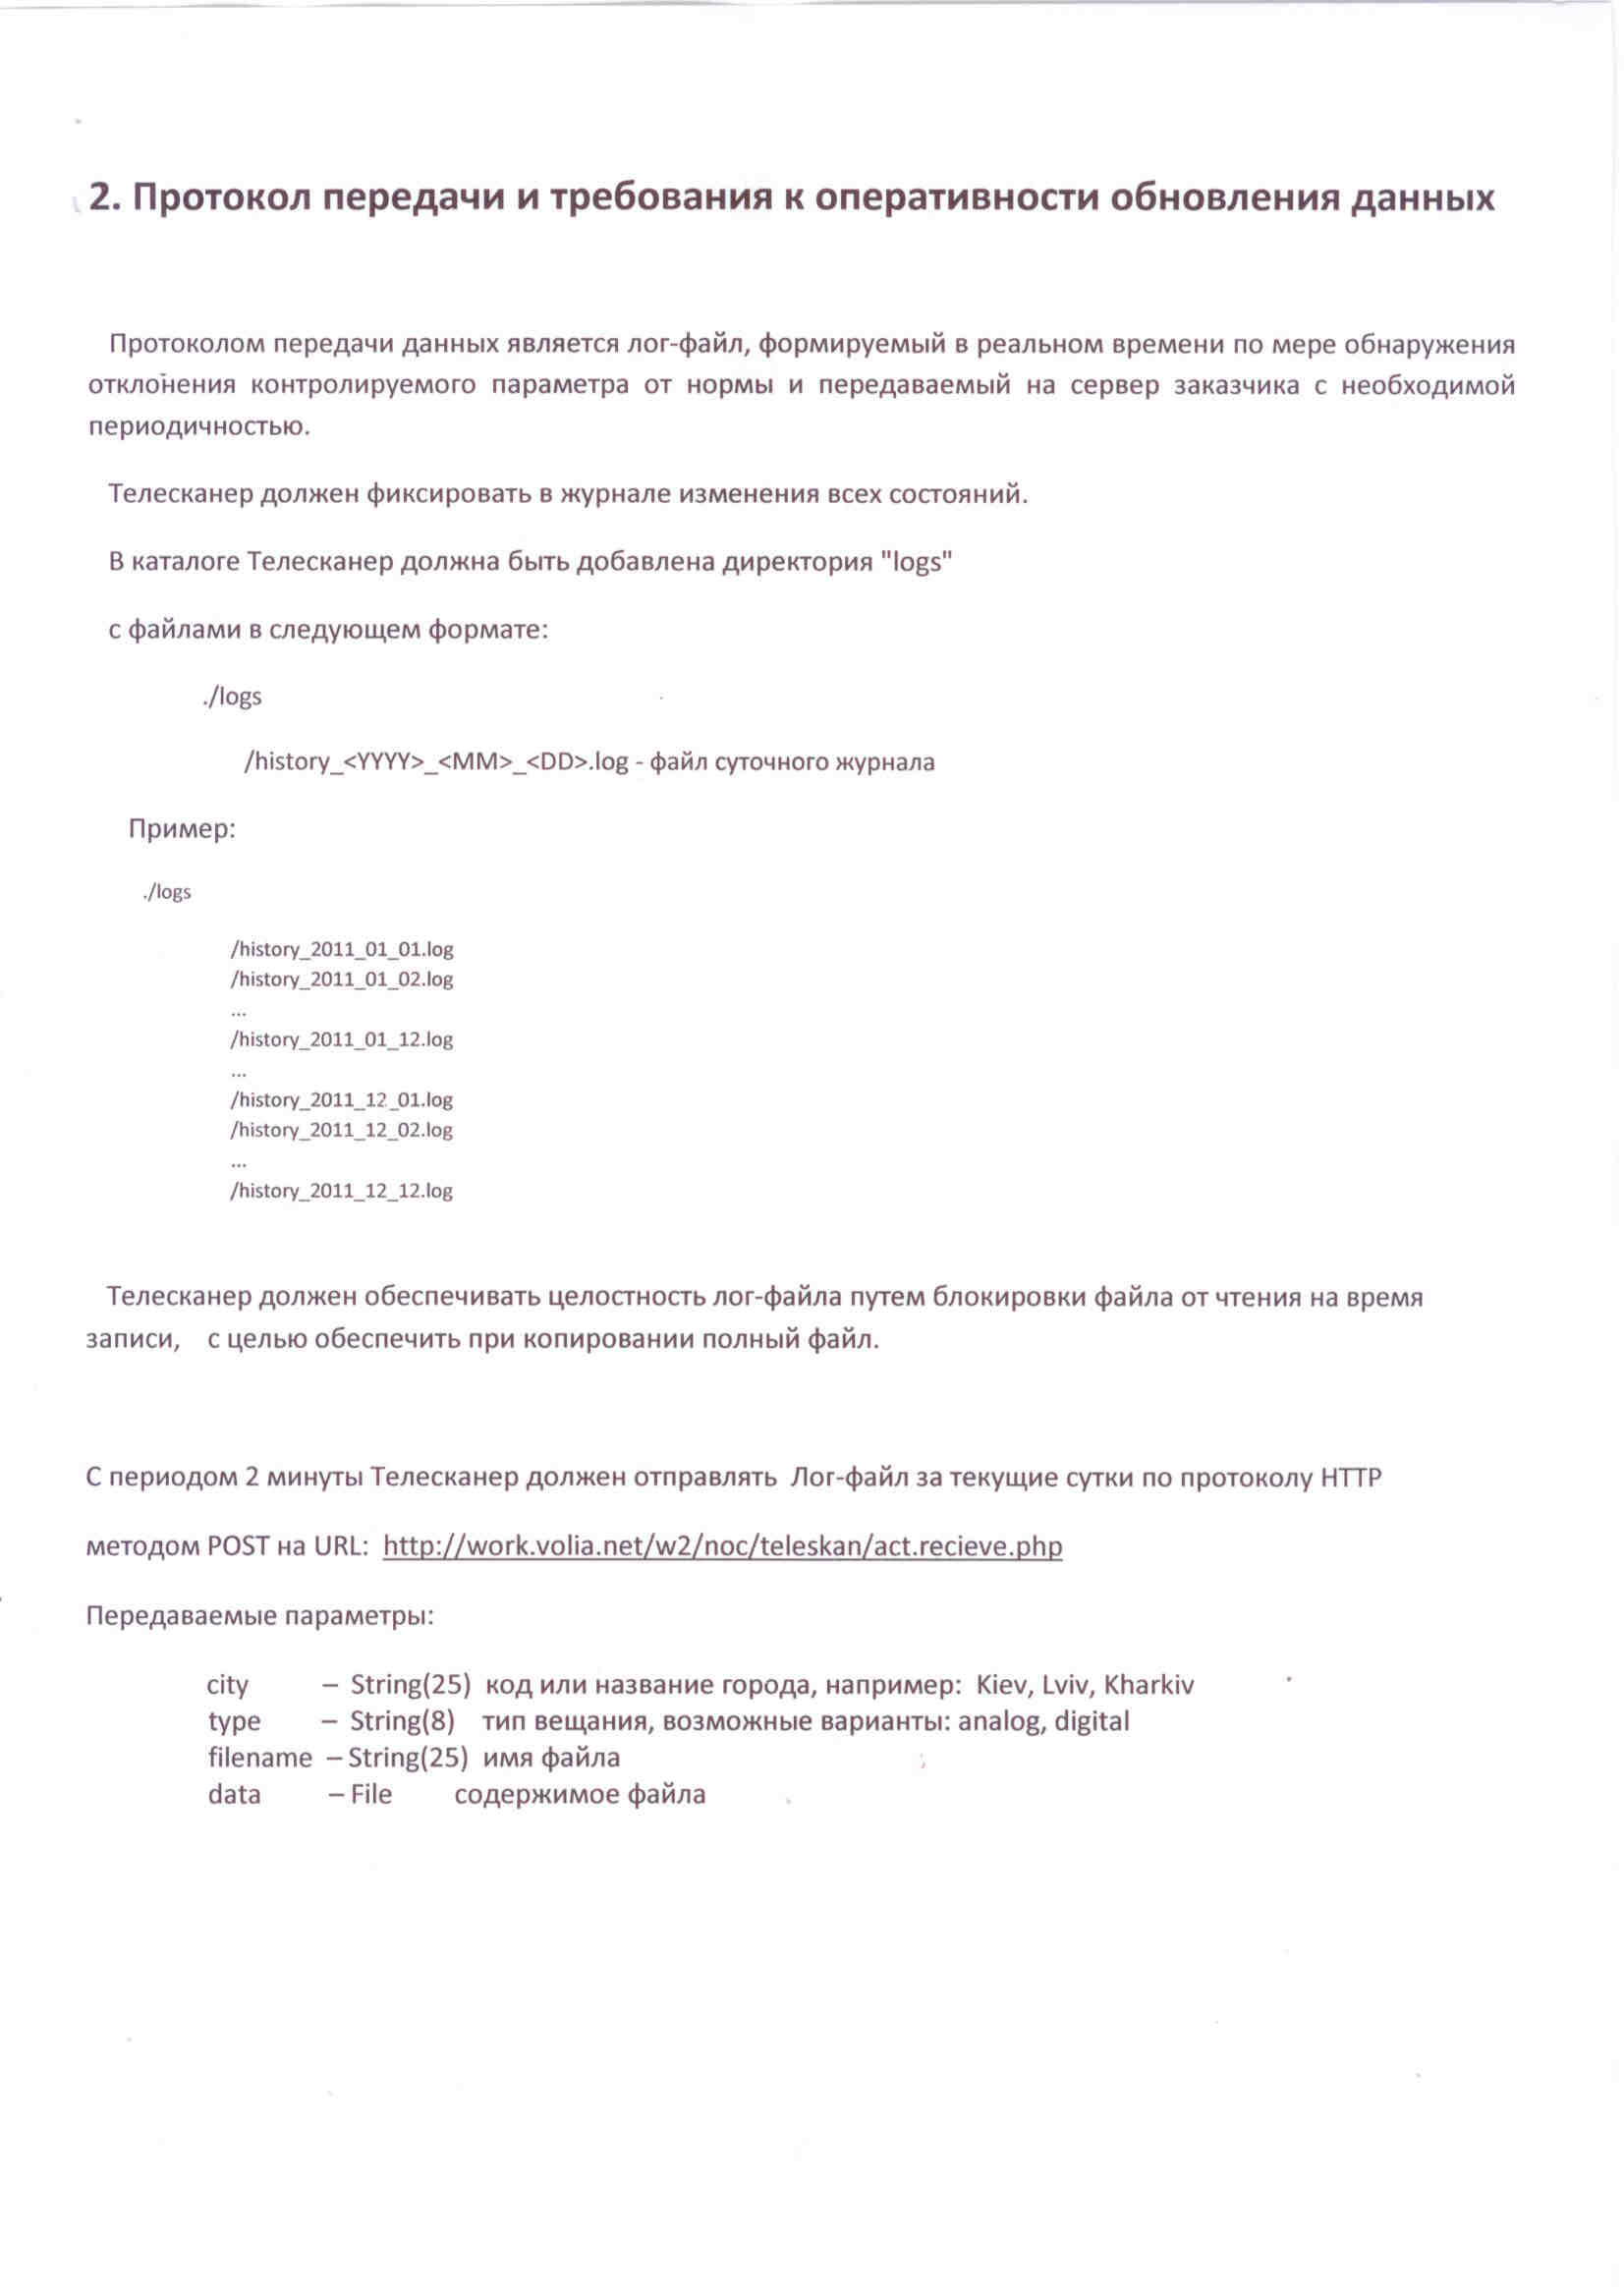 2. Протокол передачи и требования к оперативности обновления данных
Протоколом передачи данных является лог-файл, формируемый в реальном времени по мере обнаружения
отклонения контролируемого параметра от нормы и передаваемый на сервер заказчика с необходимой
периодичностью.
Телесканер должен фиксировать в журнале изменения всех состояний.
В каталоге Телесканер должна быть добавлена директория "logs"
с файлами в следующем формате:
./logs
/history_<YYYY>_<MM>_<DD>.log - файл суточного журнала
Пример:
./logs
/history_2011_01_01.log
/history_2011_01_02.log
...
/history_2011_01_12.log
...
/history_2011_12_01.log
/history_2011_12_02.log
...
/history_2011_12_12.log
Телесканер должен обеспечивать целостность лог-файла путем блокировки файла от чтения на время
записи, с целью обеспечить при копировании полный файл.
С периодом 2 минуты Телесканер должен отправлять Лог-файл за текущие сутки по протоколу HTTP
методом POST на URL: http://work.volia.net/w2/noc/teleskan/act.recieve.php
Передаваемые параметры:
city – String(25) код или название города, например: Kiev, Lviv, Kharkiv
type – String(8) тип вещания, возможные варианты: analog, digital
filename – String(25) имя файла
data – File содержимое файла